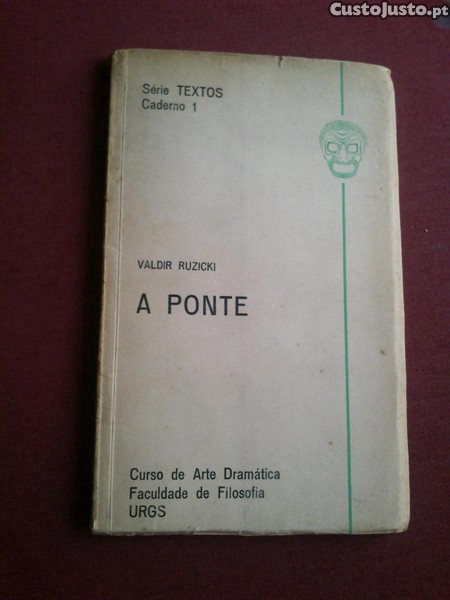 CustoJusto.pt
Série TEXTOS
Caderno 1
VALDIR RUZICKI
A PONTE
Curso de Arte Dramática
Faculdade de Filosofia
URGS